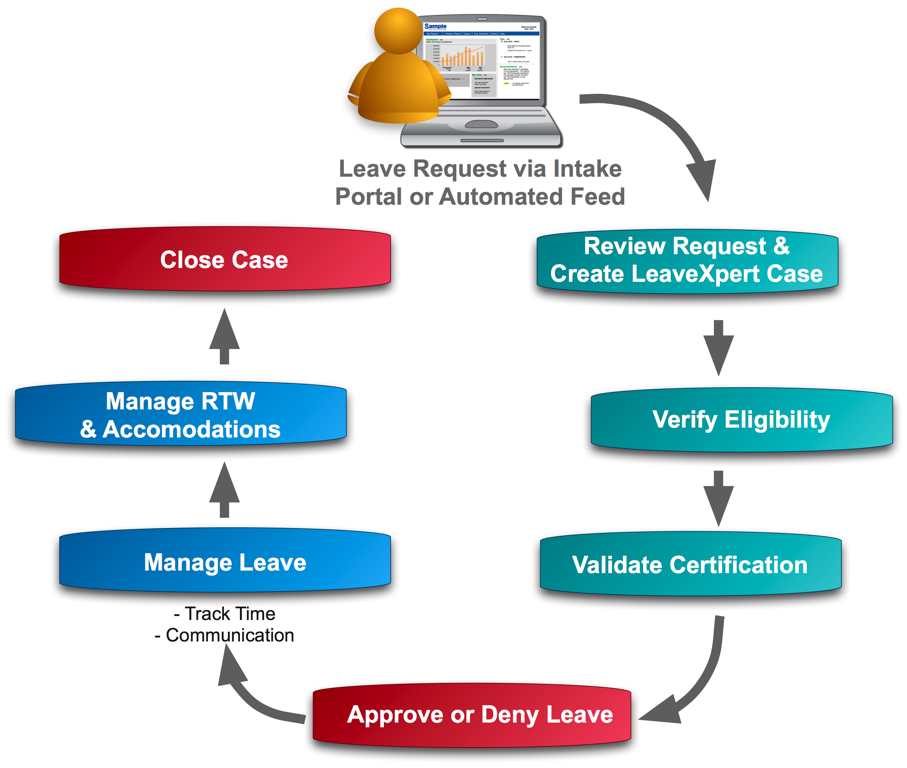 Sample
Leave Request via Intake
Portal or Automated Feed
Review Request &
Create LeaveXpert Case
Verify Eligibility
Validate Certification
Approve or Deny Leave
Manage Leave
- Track Time
- Communication
Manage RTW
& Accomodations
Close Case